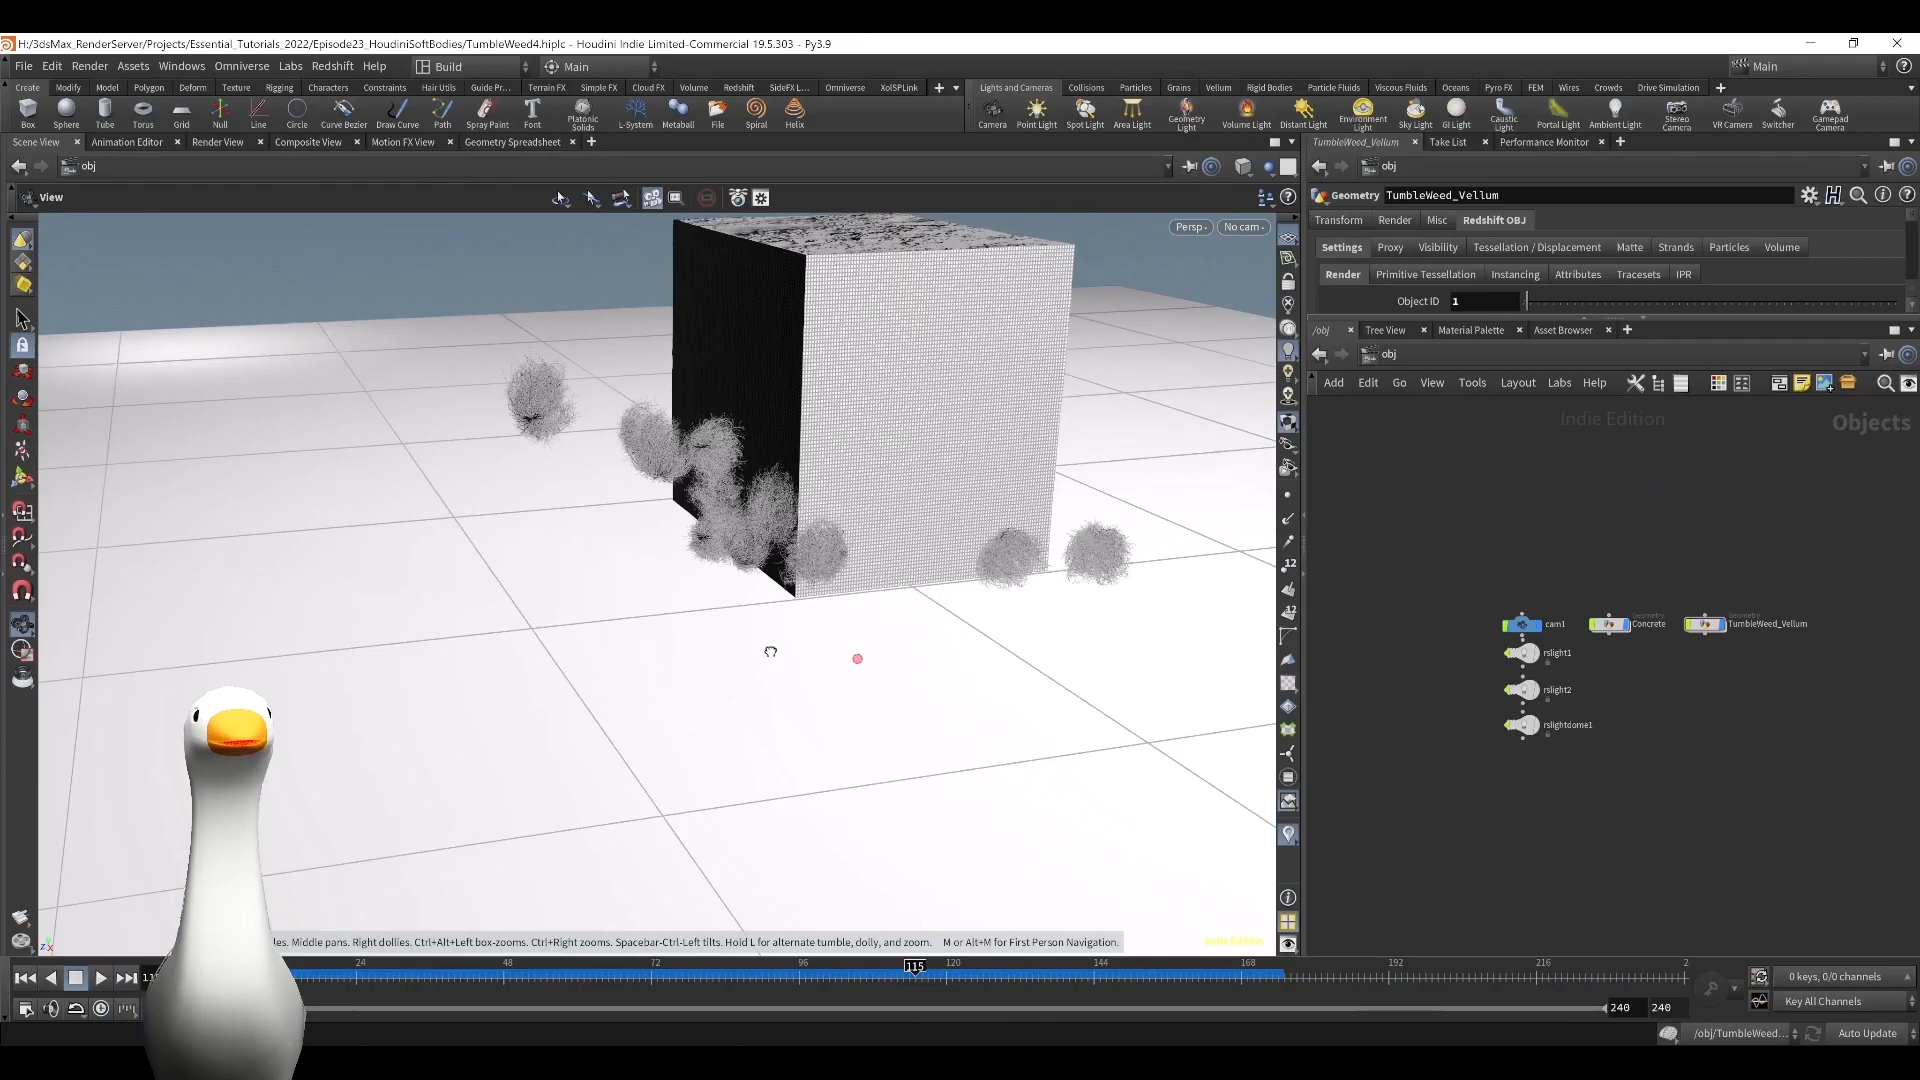 H:/3dsMax_RenderServer/Projects/Essential_Tutorials_2022/Episode23_HoudiniSoftBodies/TumbleWeed4.hiplc - Houdini Indie Limited-Commercial 19.5.303 - Py3.9
File Edit Render Assets Windows Omniverse Labs Redshift Help Build Main Main
Create Modify Model Polygon Deform Texture Rigging Characters Constraints Hair Utils Guide Pr... Terrain FX Simple FX Cloud FX Volume Redshift SideFX L... Omniverse XolSPLink
Lights and Cameras Collisions Particles Grains Vellum Rigid Bodies Particle Fluids Viscous Fluids Oceans Pyro FX FEM Wires Crowds Drive Simulation
Box Sphere Tube Torus Grid Null Line Circle Curve Bezier Draw Curve Path Spray Paint Font Platonic Solids L-System Metaball File Spiral Helix
Camera Point Light Spot Light Area Light Geometry Light Volume Light Distant Light Environment Light Sky Light GI Light Caustic Light Portal Light Ambient Light Stereo Camera VR Camera Switcher Gamepad Camera
Scene View Animation Editor Render View Composite View Motion FX View Geometry Spreadsheet
TumbleWeed_Vellum Take List Performance Monitor
obj
obj
View
Geometry TumbleWeed_Vellum
Transform Render Misc Redshift OBJ
Persp No cam
Settings Proxy Visibility Tessellation / Displacement Matte Strands Particles Volume
Render Primitive Tessellation Instancing Attributes Tracesets IPR
Object ID 1
/obj Tree View Material Palette Asset Browser
obj
Add Edit Go View Tools Layout Labs Help
Indie Edition Objects
12
12
Geometry Geometry
cam1 Concrete TumbleWeed_Vellum
rslight1
rslight2
rslightdome1
les. Middle pans. Right dollies. Ctrl+Alt+Left box-zooms. Ctrl+Right zooms. Spacebar-Ctrl-Left tilts. Hold L for alternate tumble, dolly, and zoom. M or Alt+M for First Person Navigation.
Indie Edition
24 48 72 96 115 120 144 168 192 216 2
0 keys, 0/0 channels
240 240 Key All Channels
/obj/TumbleWeed... Auto Update